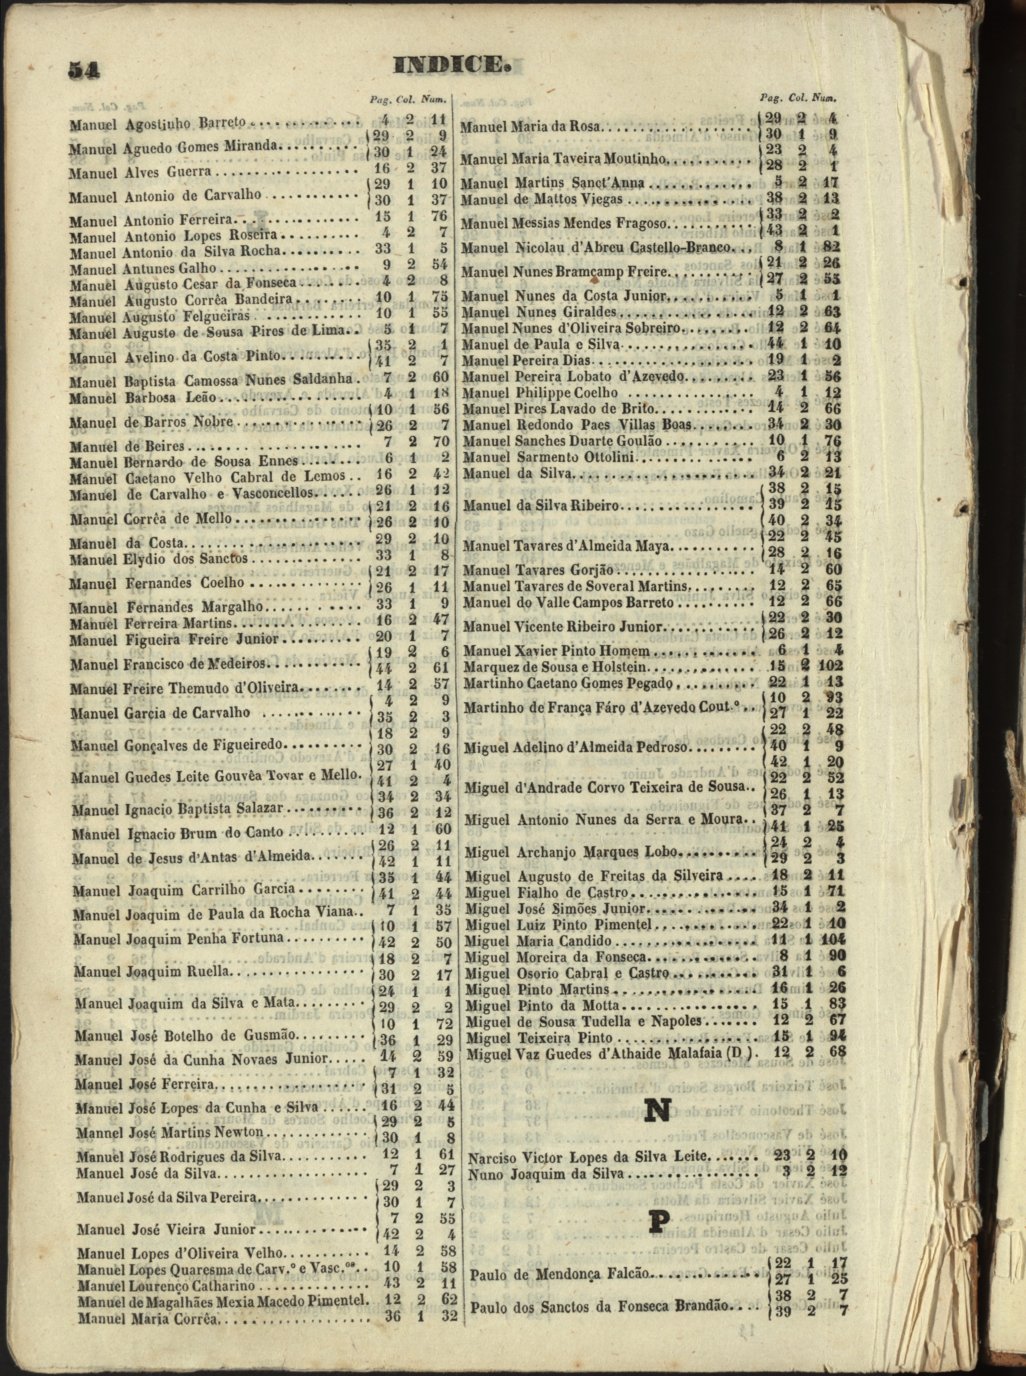 54
INDICE.
Pag. Col. Num.
Manuel Agostinho Barreto 4 2 11
29 2 9
Manuel Aguedo Gomes Miranda
30 1 24
Manuel Alves Guerra 16 2 37
29 1 10
Manuel Antonio de Carvalho
30 1 37
Manuel Antonio Ferreira 15 1 76
Manuel Antonio Lopes Roseira 4 2 7
Manuel Antonio da Silva Rocha 33 1 5
Manuel Antunes Galho 9 2 54
Manuel Augusto Cesar da Fonseca 4 2 8
Manuel Augusto Corrêa Bandeira 10 1 75
Manuel Augusto Felgueiras 10 1 55
Manuel Augusto de Sousa Pires de Lima 5 1 7
35 2 1
Manuel Avelino da Costa Pinto
41 2 7
Manuel Baptista Camossa Nunes Saldanha 7 2 60
Manuel Barbosa Leão 4 1 18
10 1 56
Manuel de Barros Nobre
26 2 7
Manuel de Beires 7 2 70
Manuel Bernardo de Sousa Ennes 6 1 2
Manuel Caetano Velho Cabral de Lemos 16 2 42
Manuel de Carvalho e Vasconcellos 26 1 12
21 2 16
Manuel Corrêa de Mello
26 2 10
Manuel da Costa 29 2 10
Manuel Elydio dos Sanctos 33 1 8
21 2 17
Manuel Fernandes Coelho
26 1 11
Manuel Fernandes Margalho 33 1 9
Manuel Ferreira Martins 16 2 47
Manuel Figueira Freire Junior 20 1 7
19 2 6
Manuel Francisco de Medeiros
44 2 61
Manuel Freire Themudo d'Oliveira 14 2 57
4 2 9
Manuel Garcia de Carvalho
35 2 3
18 2 9
Manuel Gonçalves de Figueiredo
30 2 16
27 1 40
Manuel Guedes Leite Gouvêa Tovar e Mello
41 2 4
34 2 34
Manuel Ignacio Baptista Salazar
36 2 12
Manuel Ignacio Brum do Canto 12 1 60
26 2 11
Manuel de Jesus d'Antas d'Almeida
42 1 11
35 1 44
Manuel Joaquim Carrilho Garcia
41 2 44
Manuel Joaquim de Paula da Rocha Viana 7 1 35
10 1 57
Manuel Joaquim Penha Fortuna
42 2 50
18 2 7
Manuel Joaquim Ruella
30 2 17
24 1 1
Manuel Joaquim da Silva e Mata
29 2 2
10 1 72
Manuel José Botelho de Gusmão
36 1 29
Manuel José da Cunha Novaes Junior 14 2 59
7 1 32
Manuel José Ferreira
31 2 5
Manuel José Lopes da Cunha e Silva 16 2 44
29 2 5
Mannel José Martins Newton
30 1 8
Manuel José Rodrigues da Silva 12 1 61
Manuel José da Silva 7 1 27
29 2 3
Manuel José da Silva Pereira
30 1 7
7 2 55
Manuel José Vieira Junior
42 2 4
Manuel Lopes d'Oliveira Velho 14 2 58
Manuel Lopes Quaresma de Carv.º e Vasc.ºˢ 10 1 58
Manuel Lourenço Catharino 43 2 11
Manuel de Magalhães Mexia Macedo Pimentel 12 2 62
Manuel Maria Corrêa 36 1 32
Pag. Col. Num.
29 2 4
Manuel Maria da Rosa
30 1 9
23 2 4
Manuel Maria Taveira Moutinho
28 2 1
Manuel Martins Sanct'Anna 5 2 17
Manuel de Mattos Viegas 38 2 13
33 2 2
Manuel Messias Mendes Fragoso
43 2 1
Manuel Nicolau d'Abreu Castello-Branco 8 1 82
21 2 26
Manuel Nunes Bramcamp Freire
27 2 55
Manuel Nunes da Costa Junior 5 1 1
Manuel Nunes Giraldes 12 2 63
Manuel Nunes d'Oliveira Sobreiro 12 2 64
Manuel de Paula e Silva 44 1 10
Manuel Pereira Dias 19 1 2
Manuel Pereira Lobato d'Azevedo 23 1 56
Manuel Philippe Coelho 4 1 12
Manuel Pires Lavado de Brito 14 2 66
Manuel Redondo Paes Villas Boas 34 2 30
Manuel Sanches Duarte Goulão 10 1 76
Manuel Sarmento Ottolini 6 2 13
Manuel da Silva 34 2 21
38 2 15
Manuel da Silva Ribeiro 39 2 15
40 2 34
22 2 45
Manuel Tavares d'Almeida Maya
28 2 16
Manuel Tavares Gorjão 14 2 60
Manuel Tavares de Soveral Martins 12 2 65
Manuel do Valle Campos Barreto 12 2 66
22 2 30
Manuel Vicente Ribeiro Junior
26 2 12
Manuel Xavier Pinto Homem 6 1 4
Marquez de Sousa e Holstein 15 2 102
Martinho Caetano Gomes Pegado 22 1 13
10 2 93
Martinho de França Fáro d'Azevedo Cout.º
27 1 22
22 2 48
Miguel Adelino d'Almeida Pedroso 40 1 9
42 1 20
22 2 52
Miguel d'Andrade Corvo Teixeira de Sousa
26 1 13
37 2 7
Miguel Antonio Nunes da Serra e Moura
41 1 25
24 2 4
Miguel Archanjo Marques Lobo
29 2 3
Miguel Augusto de Freitas da Silveira 18 2 11
Miguel Fialho de Castro 15 1 71
Miguel José Simões Junior 34 1 2
Miguel Luiz Pinto Pimentel 22 1 10
Miguel Maria Candido 11 1 104
Miguel Moreira da Fonseca 8 1 90
Miguel Osorio Cabral e Castro 31 1 6
Miguel Pinto Martins 16 1 26
Miguel Pinto da Motta 15 1 83
Miguel de Sousa Tudella e Napoles 12 2 67
Miguel Teixeira Pinto 15 1 94
Miguel Vaz Guedes d'Athaide Malafaia (D ). 12 2 68
N
Narciso Victor Lopes da Silva Leite 23 2 10
Nuno Joaquim da Silva 3 2 12
P
22 1 17
Paulo de Mendonça Falcão
27 1 25
38 2 7
Paulo dos Sanctos da Fonseca Brandão
39 2 7